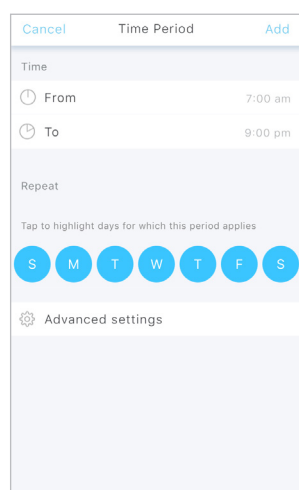 Cancel Time Period Add
Time
From 7:00 am
To 9:00 pm
Repeat
Tap to highlight days for which this period applies
S M T W T F S
Advanced settings